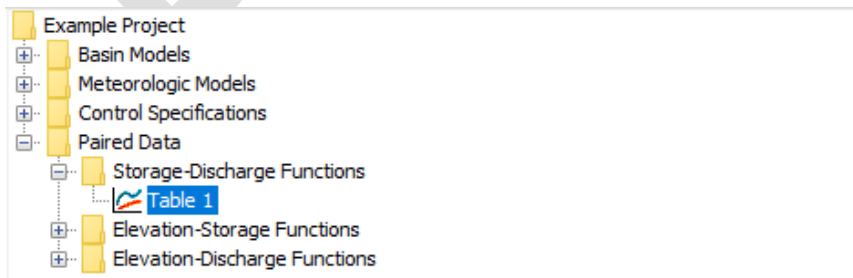 Example Project
Basin Models
Meteorologic Models
Control Specifications
Paired Data
Storage-Discharge Functions
Table 1
Elevation-Storage Functions
Elevation-Discharge Functions